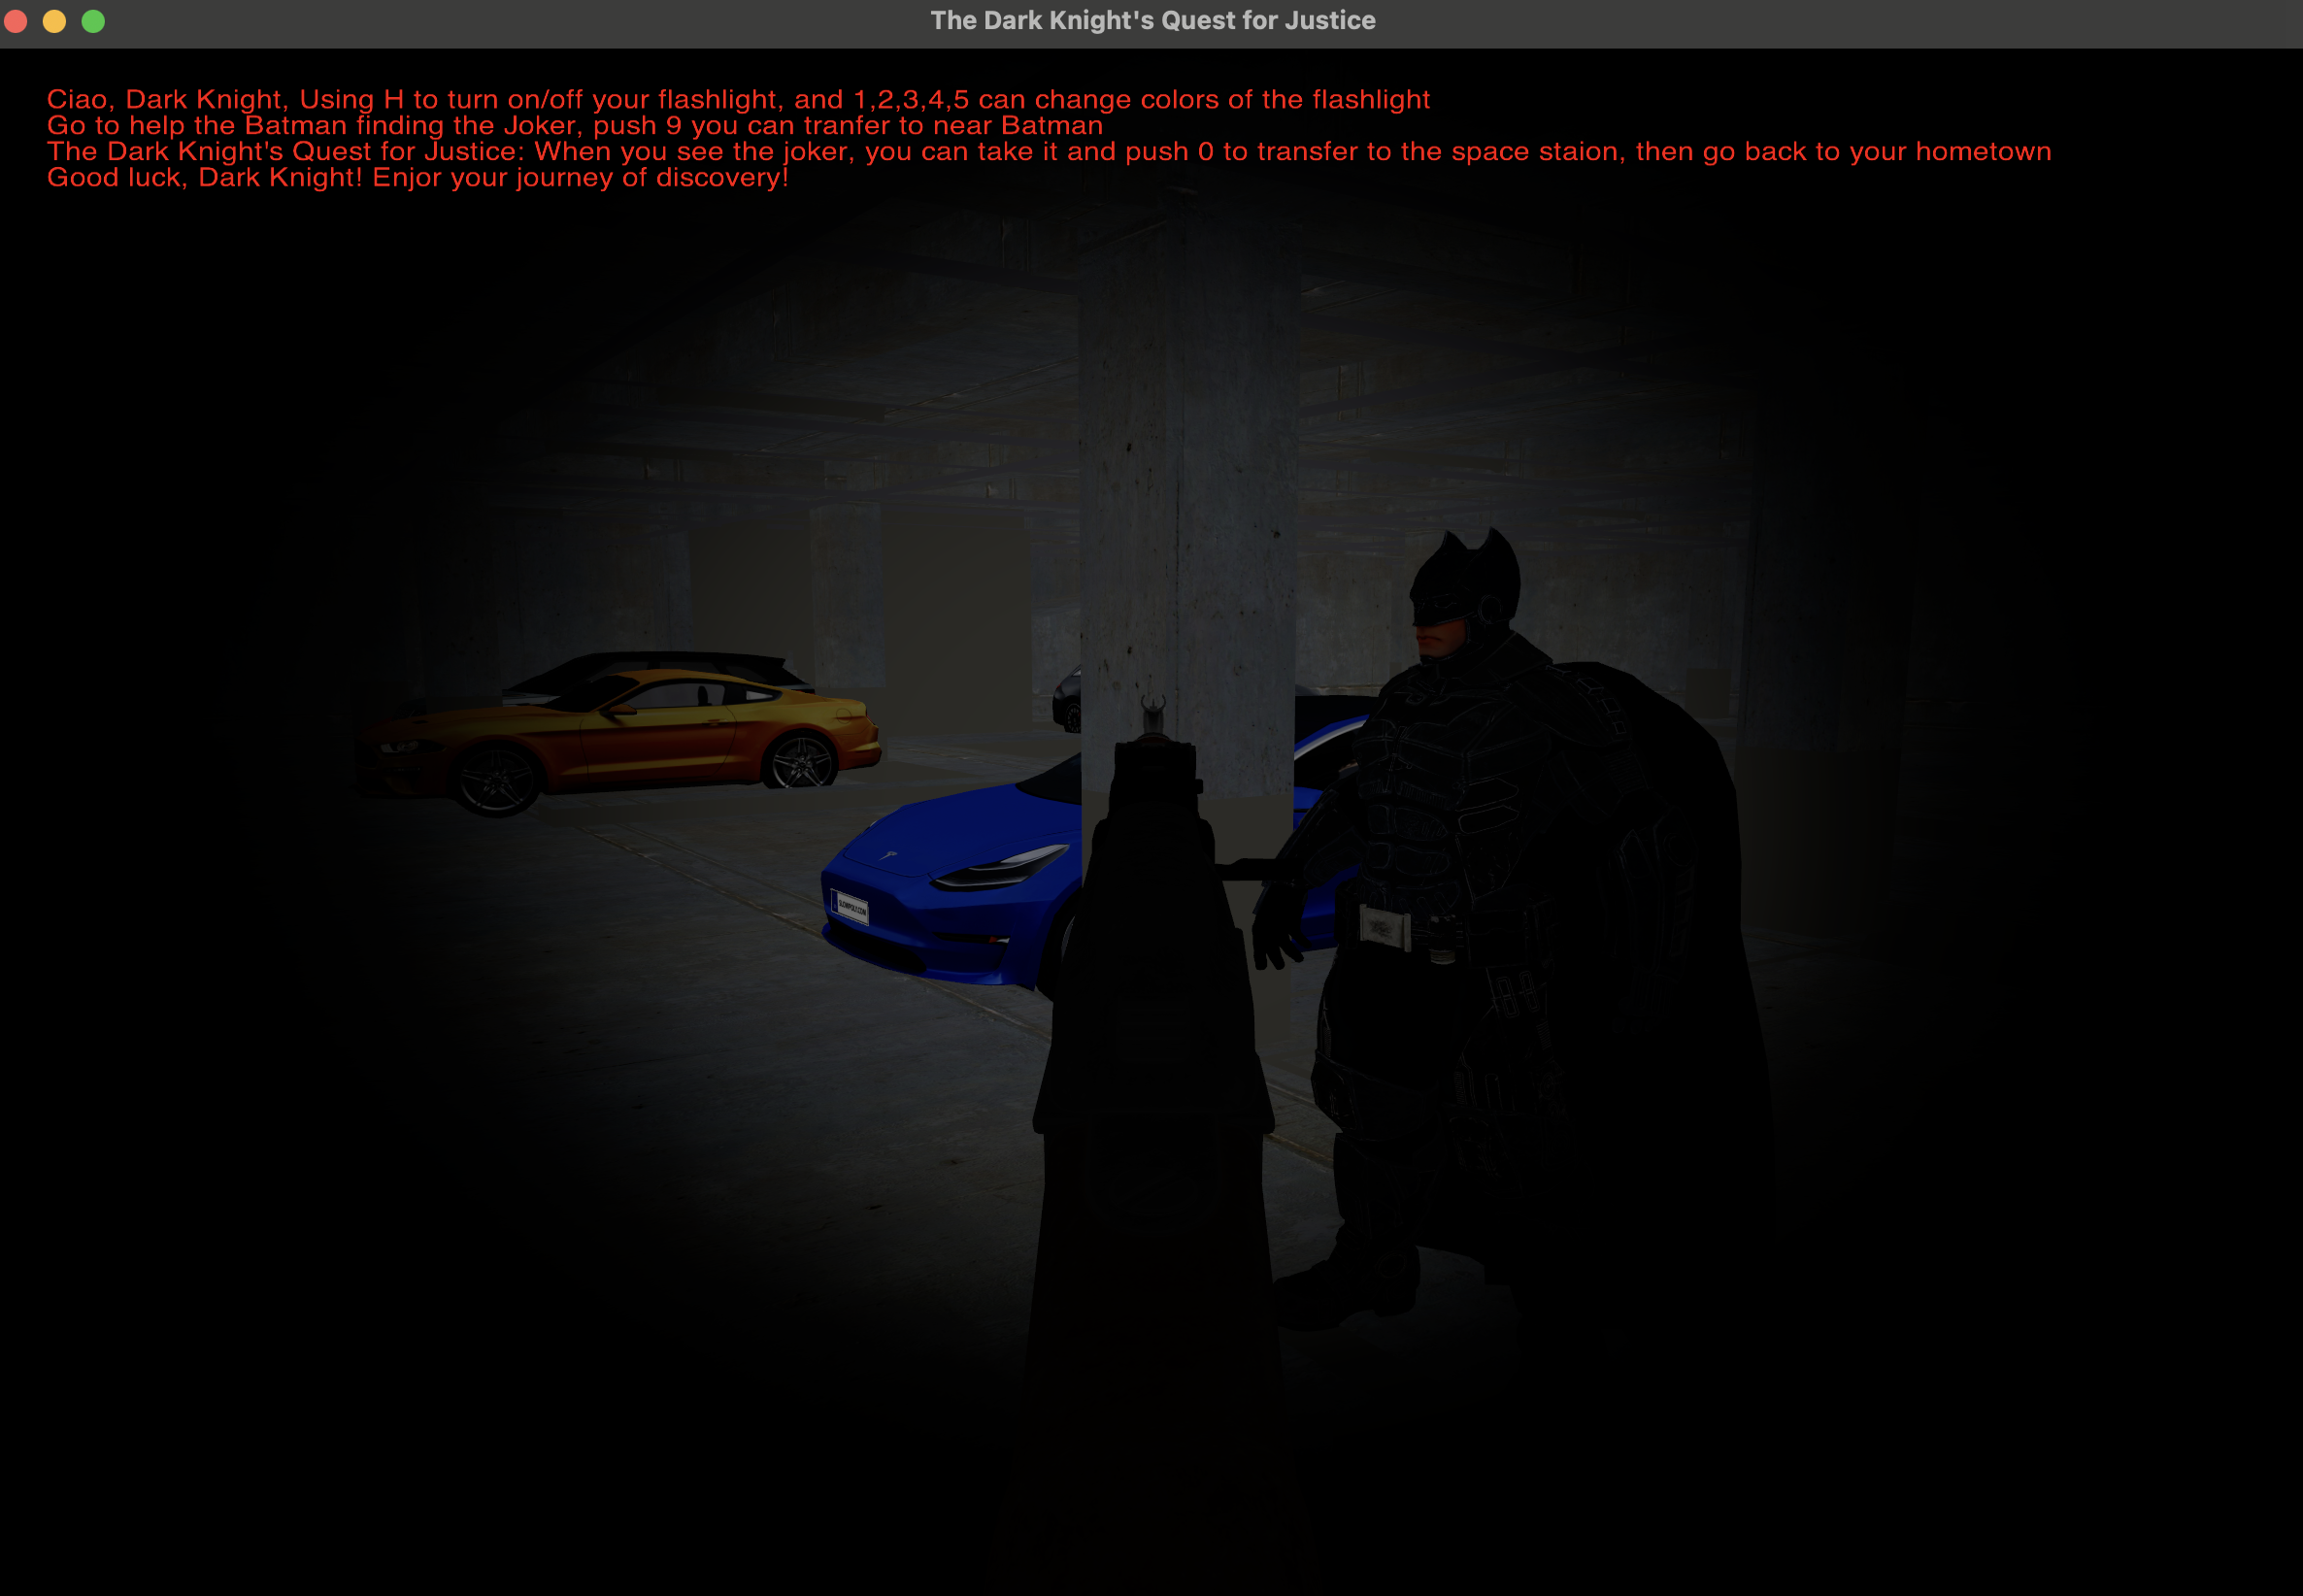 The Dark Knight's Quest for Justice
Ciao, Dark Knight, Using H to turn on/off your flashlight, and 1,2,3,4,5 can change colors of the flashlight
Go to help the Batman finding the Joker, push 9 you can tranfer to near Batman
The Dark Knight's Quest for Justice: When you see the joker, you can take it and push 0 to transfer to the space staion, then go back to your hometown
Good luck, Dark Knight! Enjor your journey of discovery!